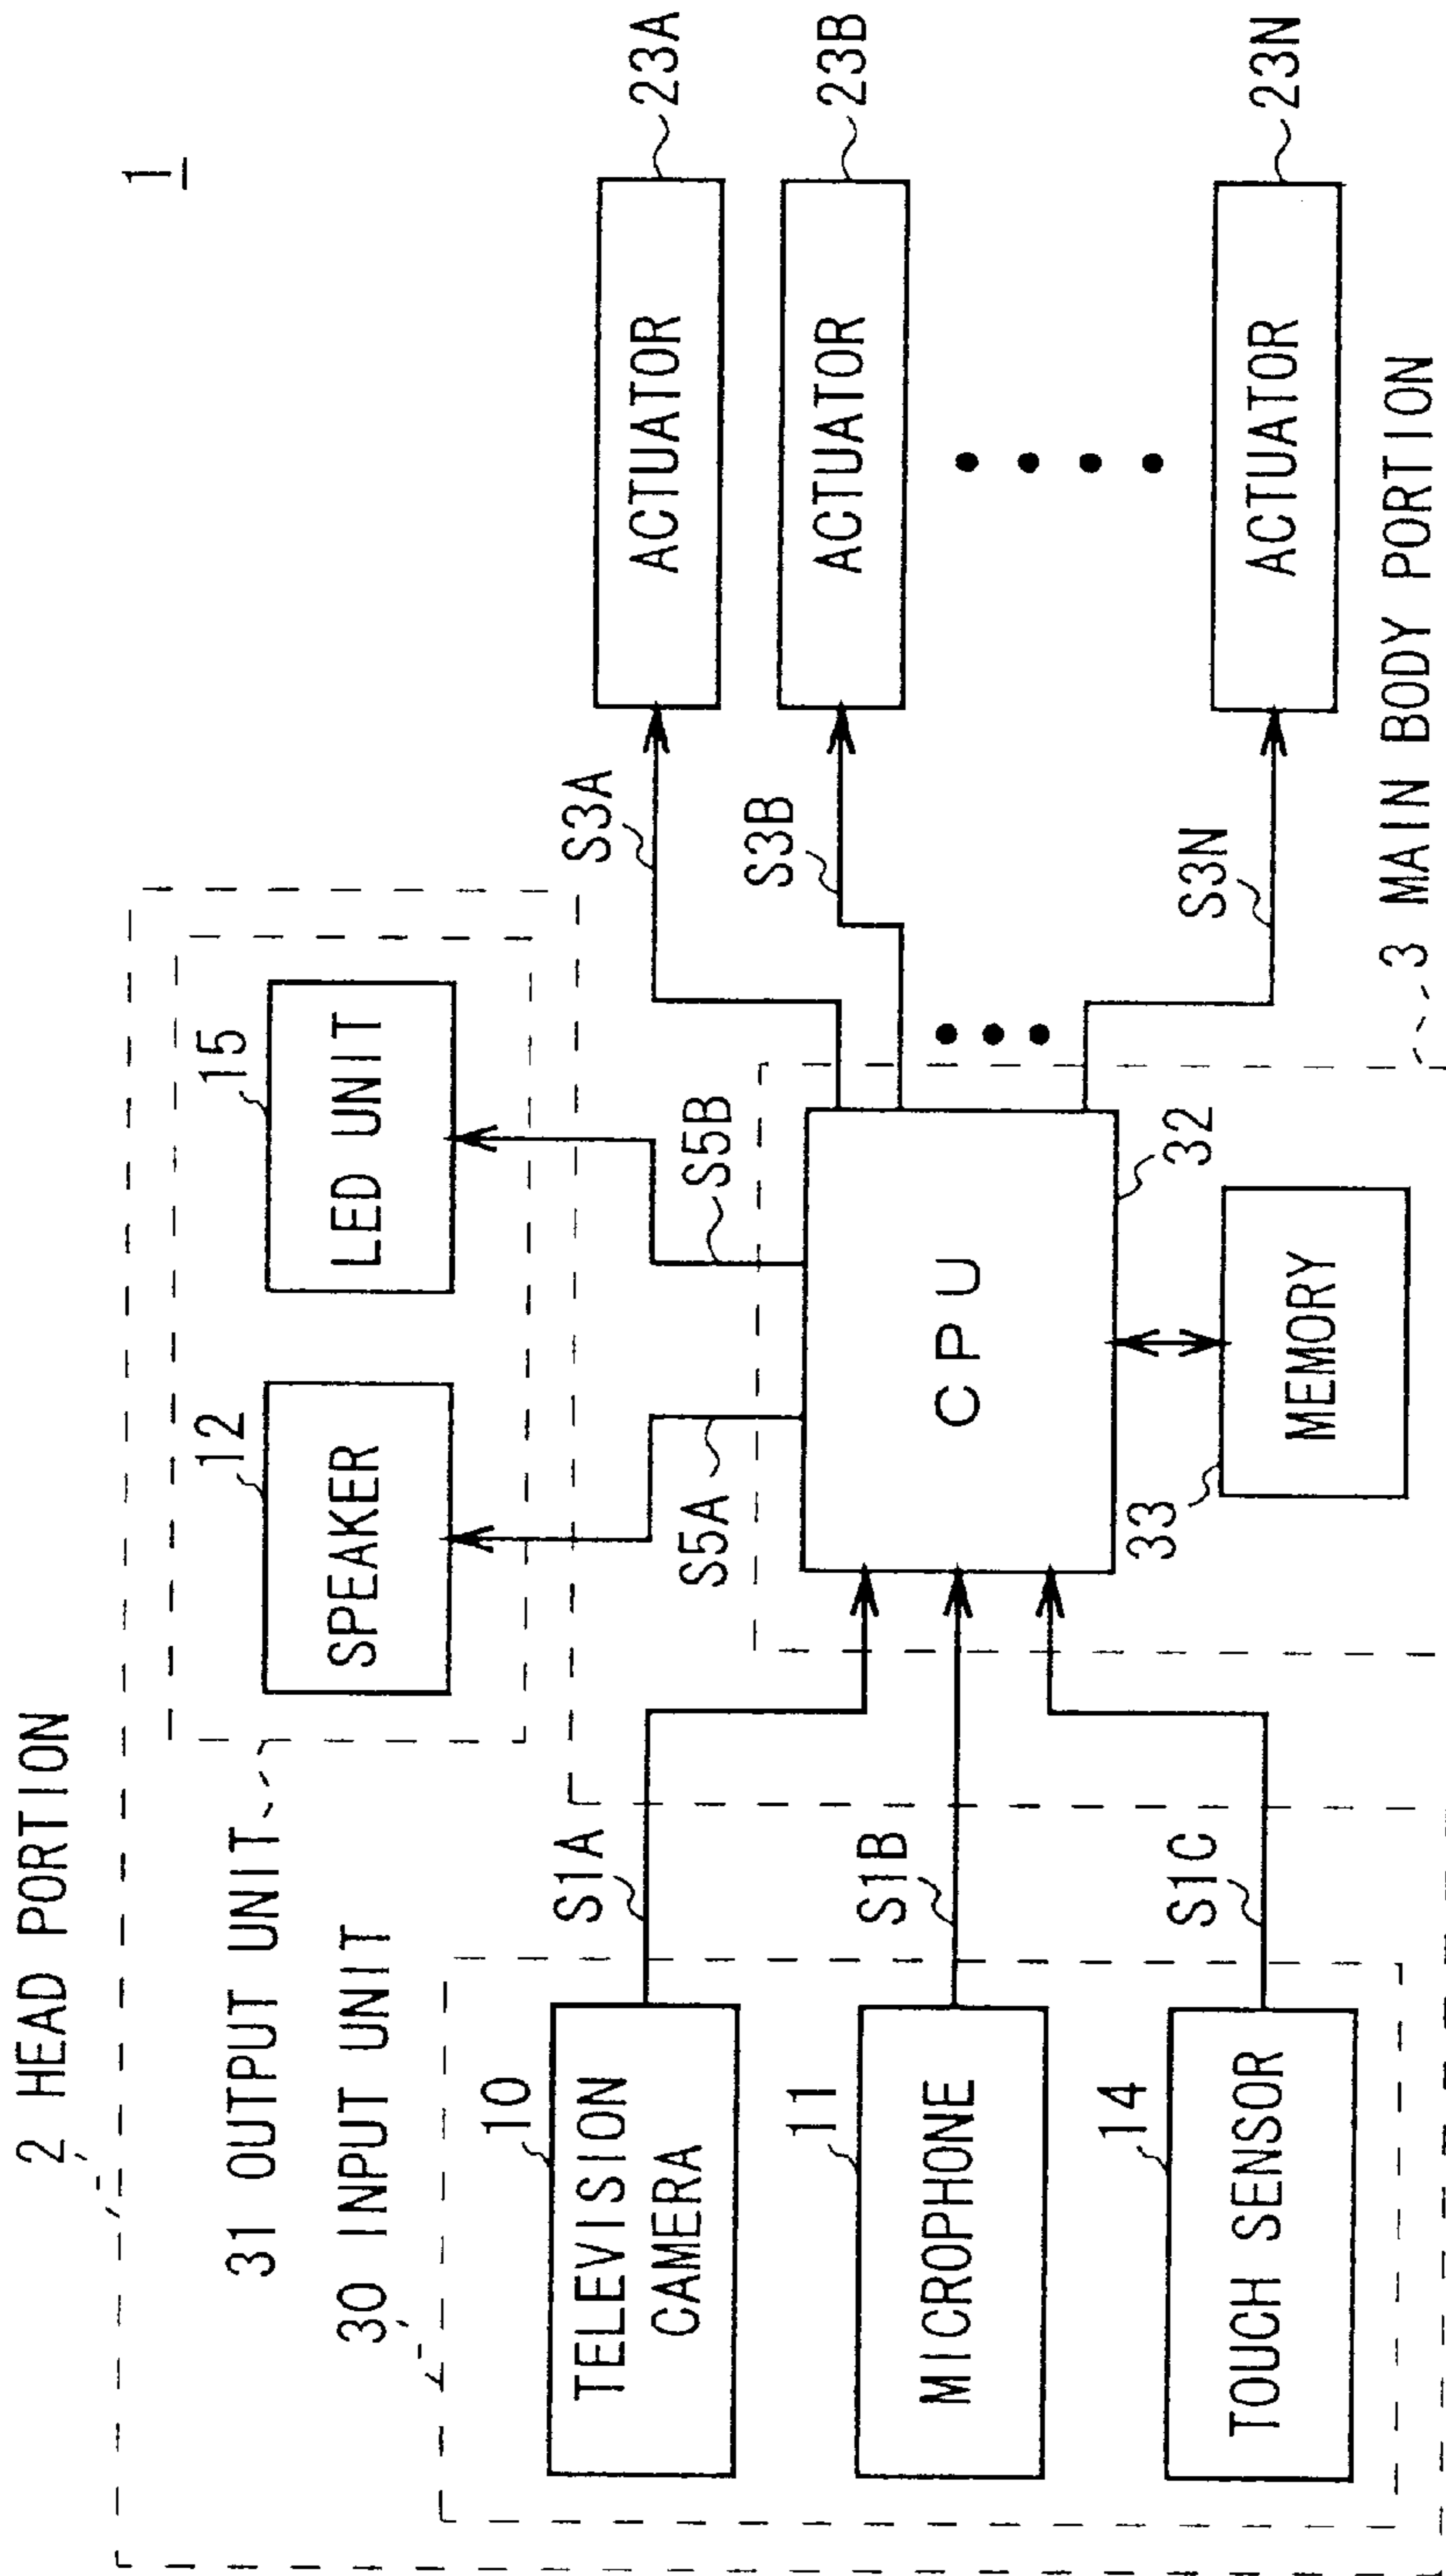 1
2 HEAD PORTION
31 OUTPUT UNIT
12
SPEAKER
15
LED UNIT
30 INPUT UNIT
10
TELEVISION
CAMERA
S1A
11
MICROPHONE
S1B
14
TOUCH SENSOR
S1C
S5A
S5B
CPU
32
33
MEMORY
3 MAIN BODY PORTION
S3A
ACTUATOR
23A
S3B
ACTUATOR
23B
S3N
ACTUATOR
23N